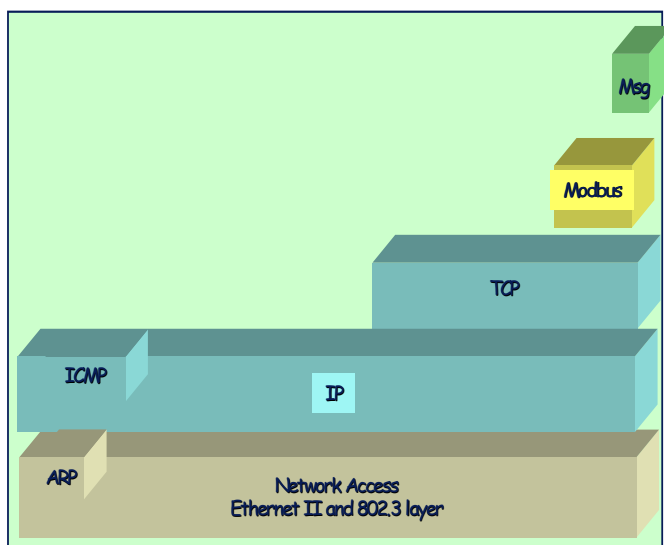 Msg
Modbus
TCP
ICMP
IP
ARP
Network Access
Ethernet II and 802.3 layer